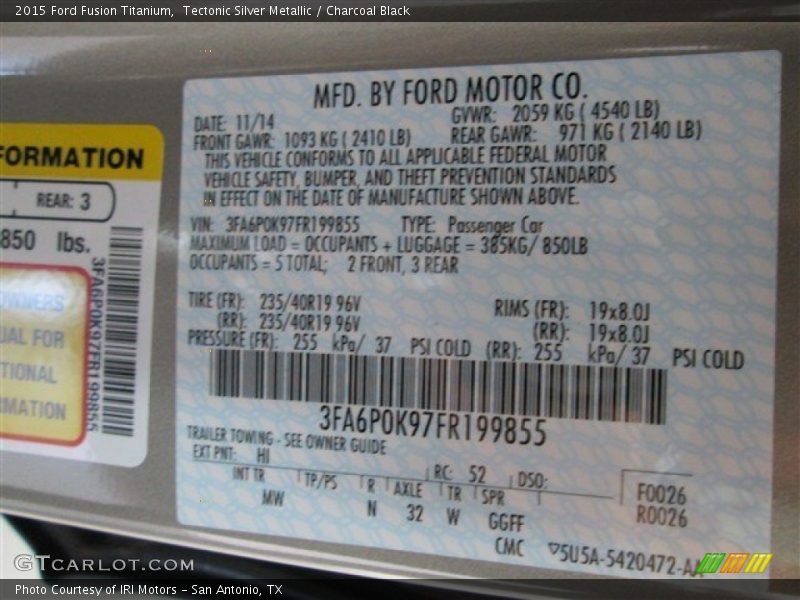 2015 Ford Fusion Titanium,  Tectonic Silver Metallic / Charcoal Black
MFD. BY FORD MOTOR CO.
DATE: 11/14 GVWR: 2059 KG ( 4540 LB)
FRONT GAWR: 1093 KG ( 2410 LB) REAR GAWR: 971 KG ( 2140 LB)
THIS VEHICLE CONFORMS TO ALL APPLICABLE FEDERAL MOTOR
VEHICLE SAFETY, BUMPER, AND THEFT PREVENTION STANDARDS
IN EFFECT ON THE DATE OF MANUFACTURE SHOWN ABOVE.
VIN: 3FA6P0K97FR199855 TYPE: Passenger Car
MAXIMUM LOAD = OCCUPANTS + LUGGAGE = 385KG/ 850LB
OCCUPANTS = 5 TOTAL; 2 FRONT, 3 REAR
TIRE (FR): 235/40R19 96V RIMS (FR): 19x8.0J
(RR): 235/40R19 96V (RR): 19x8.0J
PRESSURE (FR): 255 kPa/ 37 PSI COLD (RR): 255 kPa/ 37 PSI COLD
3FA6P0K97FR199855
TRAILER TOWING - SEE OWNER GUIDE
EXT PNT: HI RC: 52 DSO:
INT TR TP/PS R AXLE TR SPR
MW N 32 W GGFF
F0026
R0026
CMC ▽5U5A-5420472-AA
FORMATION
REAR: 3
850 lbs.
3FA6P0K97FR199855
OWNERS
UAL FOR
TIONAL
RMATION
GTCARLOT.COM
Photo Courtesy of IRI Motors – San Antonio, TX